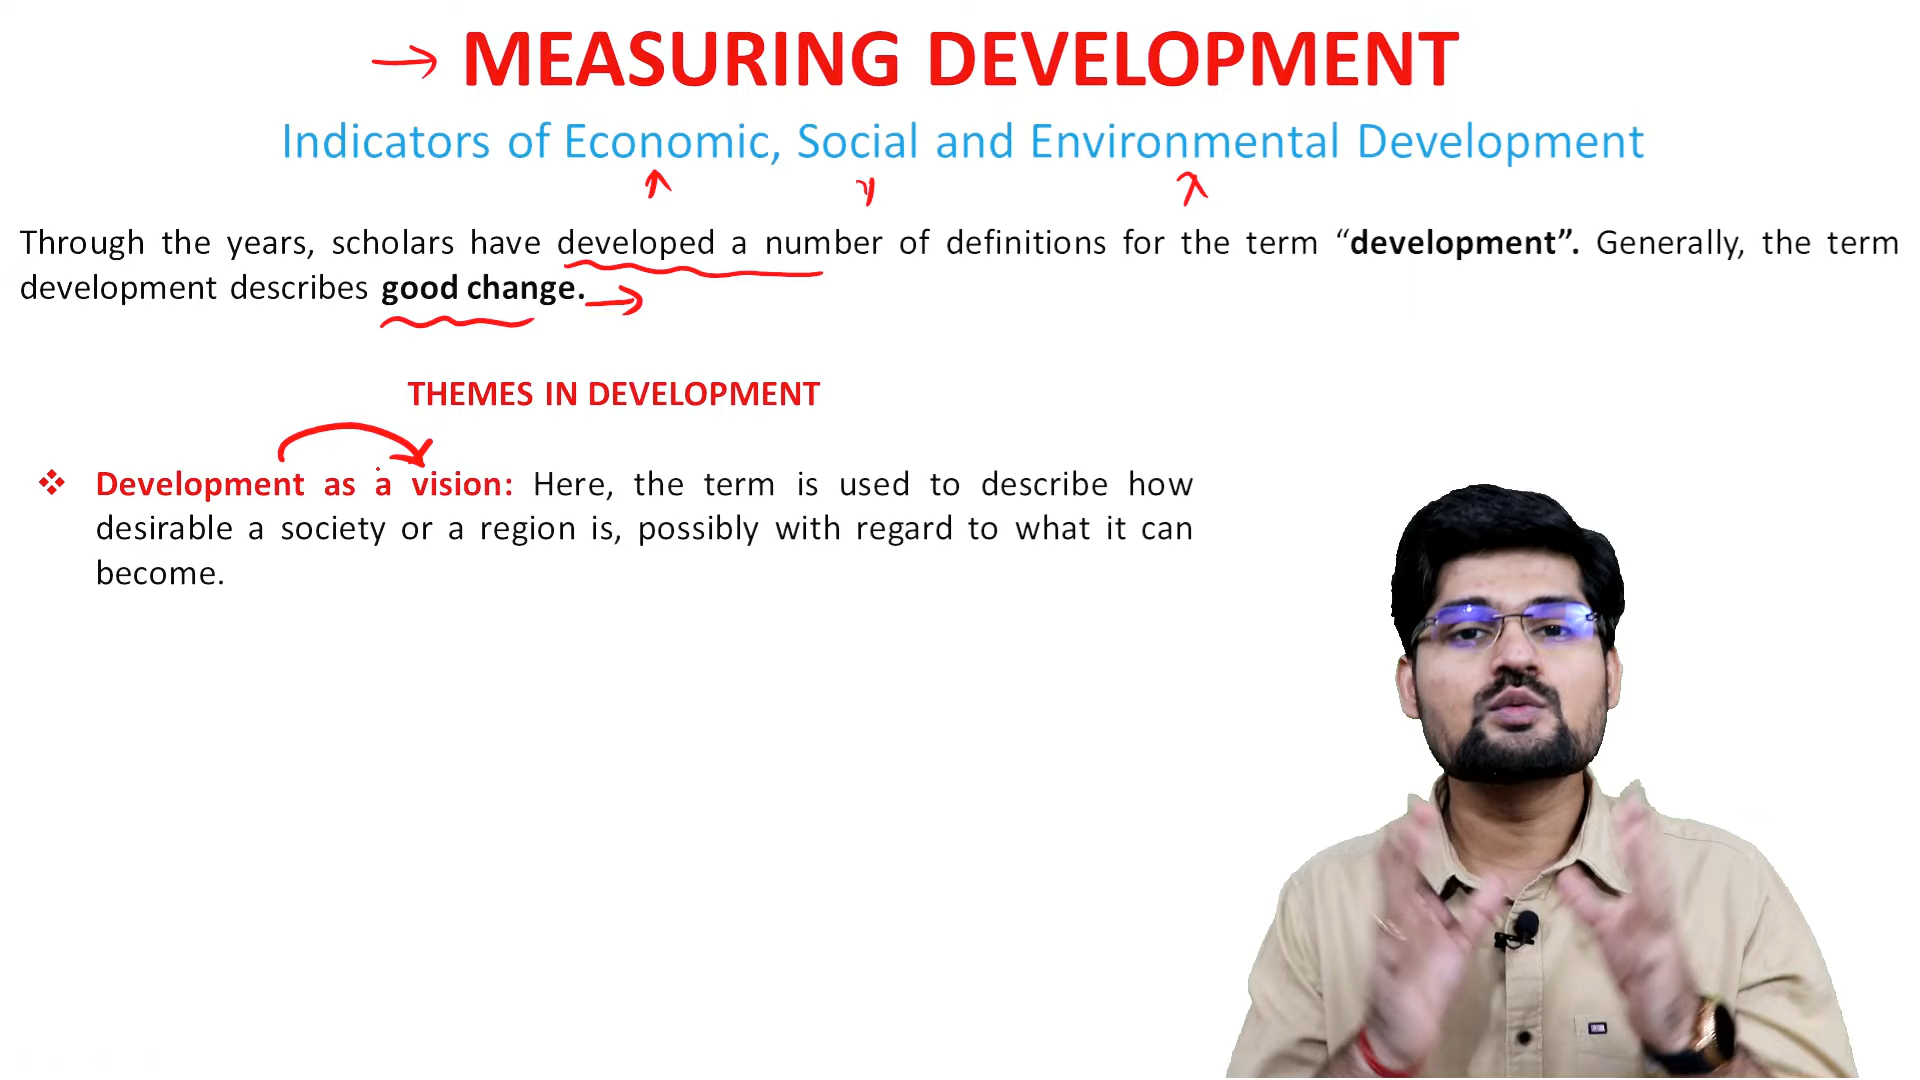 MEASURING DEVELOPMENT
Indicators of Economic, Social and Environmental Development
Through the years, scholars have developed a number of definitions for the term “development”. Generally, the term
development describes good change.
THEMES IN DEVELOPMENT
❖ Development as a vision: Here, the term is used to describe how
desirable a society or a region is, possibly with regard to what it can
become.